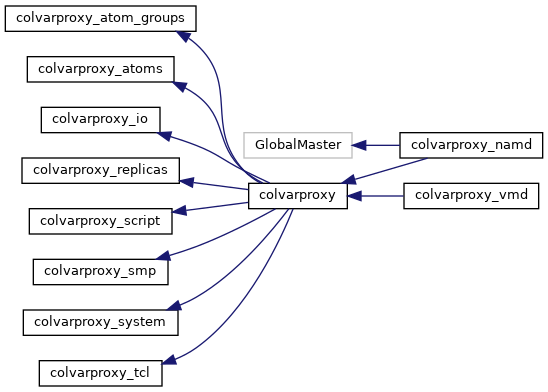 colvarproxy_atom_groups
colvarproxy_atoms
colvarproxy_io
colvarproxy_replicas
colvarproxy_script
colvarproxy_smp
colvarproxy_system
colvarproxy_tcl
GlobalMaster
colvarproxy
colvarproxy_namd
colvarproxy_vmd